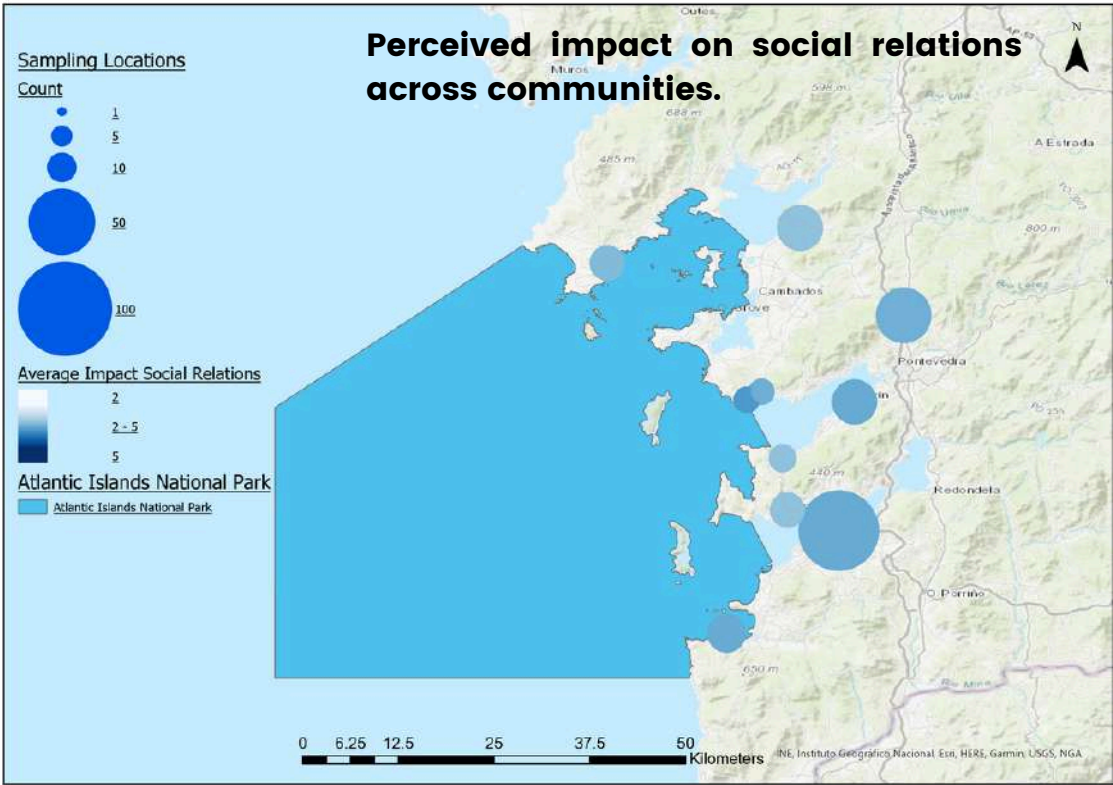 Perceived impact on social relations
across communities.
Sampling Locations
Count
1
5
10
50
100
Average Impact Social Relations
2
2 - 5
5
Atlantic Islands National Park
Atlantic Islands National Park
N
Outes
Muros
598 m
688 m
485 m
A Estrada
800 m
Cambados
Pontevedra
440 m
Redondela
O Porriño
650 m
0 6.25 12.5 25 37.5 50
Kilometers
Instituto Geográfico Nacional, Esri, HERE, Garmin, USGS, NGA